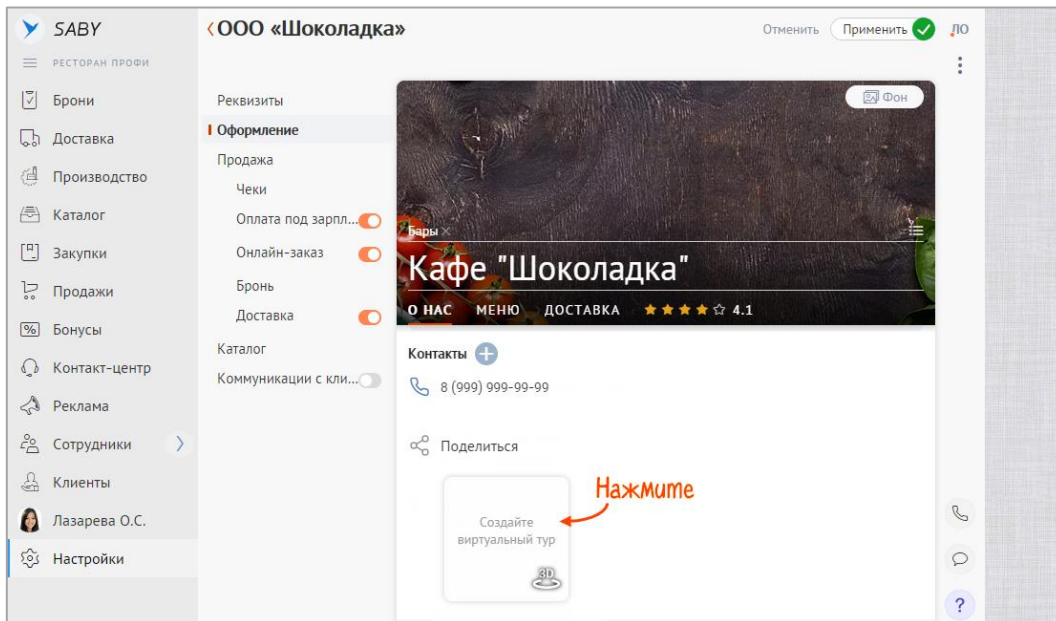 SABY
РЕСТОРАН ПРОФИ
Брони
Доставка
Производство
Каталог
Закупки
Продажи
Бонусы
Контакт-центр
Реклама
Сотрудники
Клиенты
Лазарева О.С.
Настройки
ООО «Шоколадка»
Отменить
Применить
ЛО
Реквизиты
Оформление
Продажа
Чеки
Оплата под зарпл...
Онлайн-заказ
Бронь
Доставка
Каталог
Коммуникации с кли...
Фон
Бары
Кафе "Шоколадка"
О НАС МЕНЮ ДОСТАВКА 4.1
Контакты
8 (999) 999-99-99
Поделиться
Создайте
виртуальный тур
3D
Нажмите
?